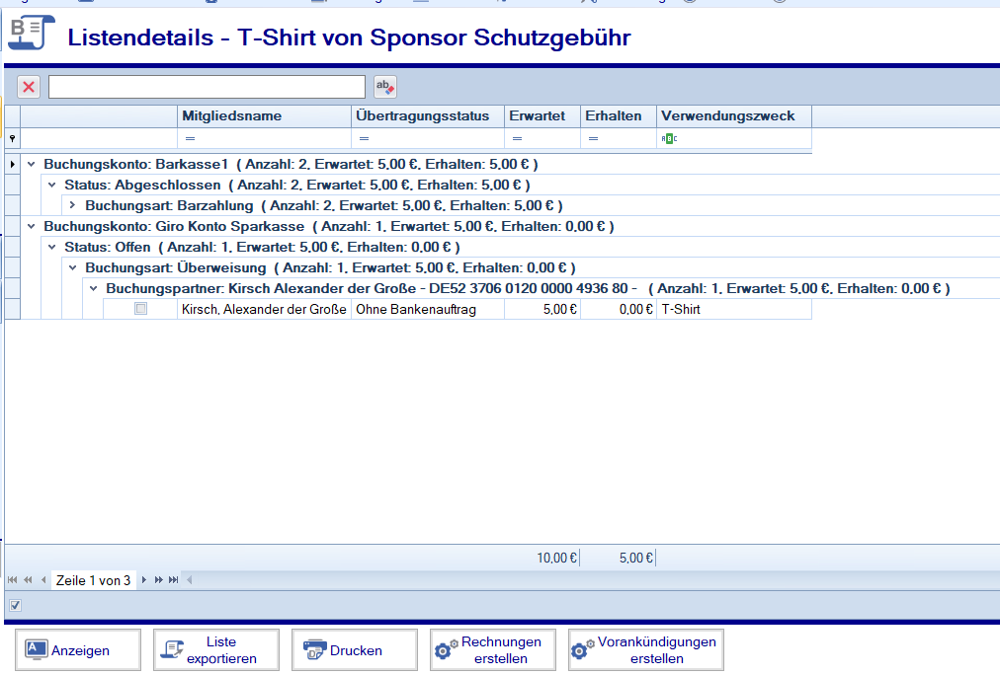 Listendetails - T-Shirt von Sponsor Schutzgebühr
Mitgliedsname Übertragungsstatus Erwartet Erhalten Verwendungszweck
= = = = ABC
Buchungskonto: Barkasse1 ( Anzahl: 2, Erwartet: 5,00 €, Erhalten: 5,00 € )
Status: Abgeschlossen ( Anzahl: 2, Erwartet: 5,00 €, Erhalten: 5,00 € )
Buchungsart: Barzahlung ( Anzahl: 2, Erwartet: 5,00 €, Erhalten: 5,00 € )
Buchungskonto: Giro Konto Sparkasse ( Anzahl: 1, Erwartet: 5,00 €, Erhalten: 0,00 € )
Status: Offen ( Anzahl: 1, Erwartet: 5,00 €, Erhalten: 0,00 € )
Buchungsart: Überweisung ( Anzahl: 1, Erwartet: 5,00 €, Erhalten: 0,00 € )
Buchungspartner: Kirsch Alexander der Große - DE52 3706 0120 0000 4936 80 - ( Anzahl: 1, Erwartet: 5,00 €, Erhalten: 0,00 € )
Kirsch, Alexander der Große Ohne Bankenauftrag 5,00 € 0,00 € T-Shirt
10,00 € 5,00 €
Zeile 1 von 3
Anzeigen
Liste
exportieren
Drucken
Rechnungen
erstellen
Vorankündigungen
erstellen